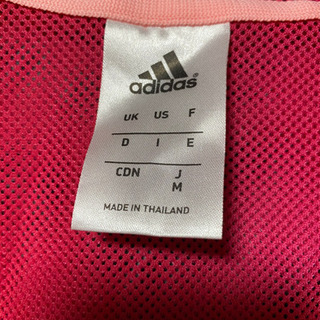 adidas
UK US F
D I E
CDN J
M
MADE IN THAILAND